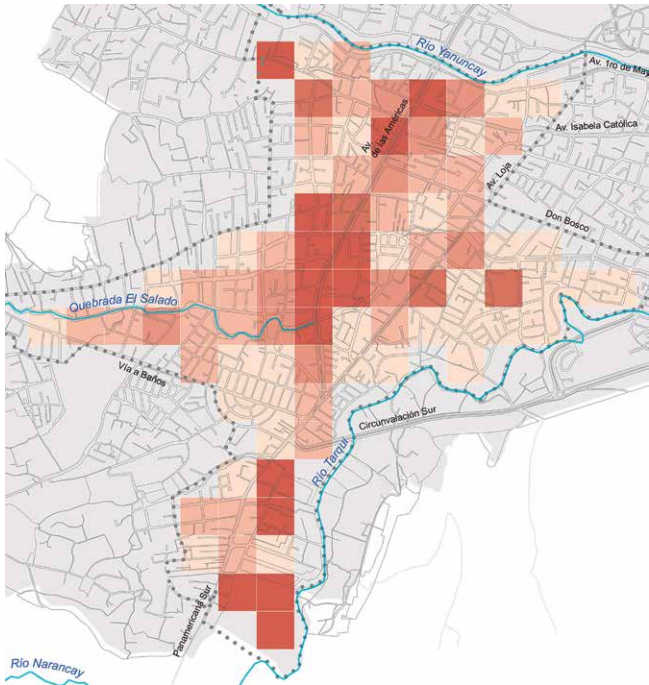 Río Yanuncay
Av. 1ro de May
Av. Isabela Católica
Av.
de las Américas
Av. Loja
Don Bosco
Quebrada El Salado
Vía a Baños
Circunvalación Sur
Río Tarqui
Panamericana Sur
Río Narancay